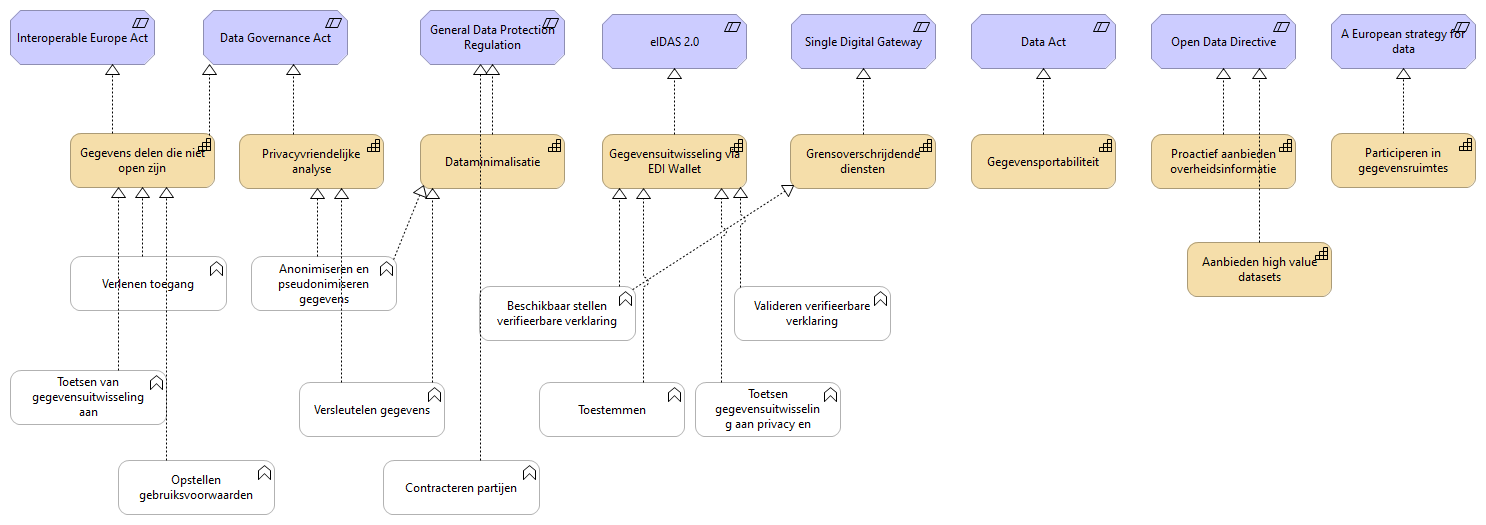 Interoperable Europe Act
Data Governance Act
General Data Protection
Regulation
eIDAS 2.0
Single Digital Gateway
Data Act
Open Data Directive
A European strategy for
data
Gegevens delen die niet
open zijn
Privacyvriendelijke
analyse
Dataminimalisatie
Gegevensuitwisseling via
EDI Wallet
Grensoverschrijdende
diensten
Gegevensportabiliteit
Proactief aanbieden
overheidsinformatie
Participeren in
gegevensruimtes
Verlenen toegang
Anonimiseren en
pseudonimiseren
gegevens
Beschikbaar stellen
verifieerbare verklaring
Valideren verifieerbare
verklaring
Aanbieden high value
datasets
Toetsen van
gegevensuitwisseling
aan
Versleutelen gegevens
Toestemmen
Toetsen
gegevensuitwisselin
g aan privacy en
Opstellen
gebruiksvoorwaarden
Contracteren partijen